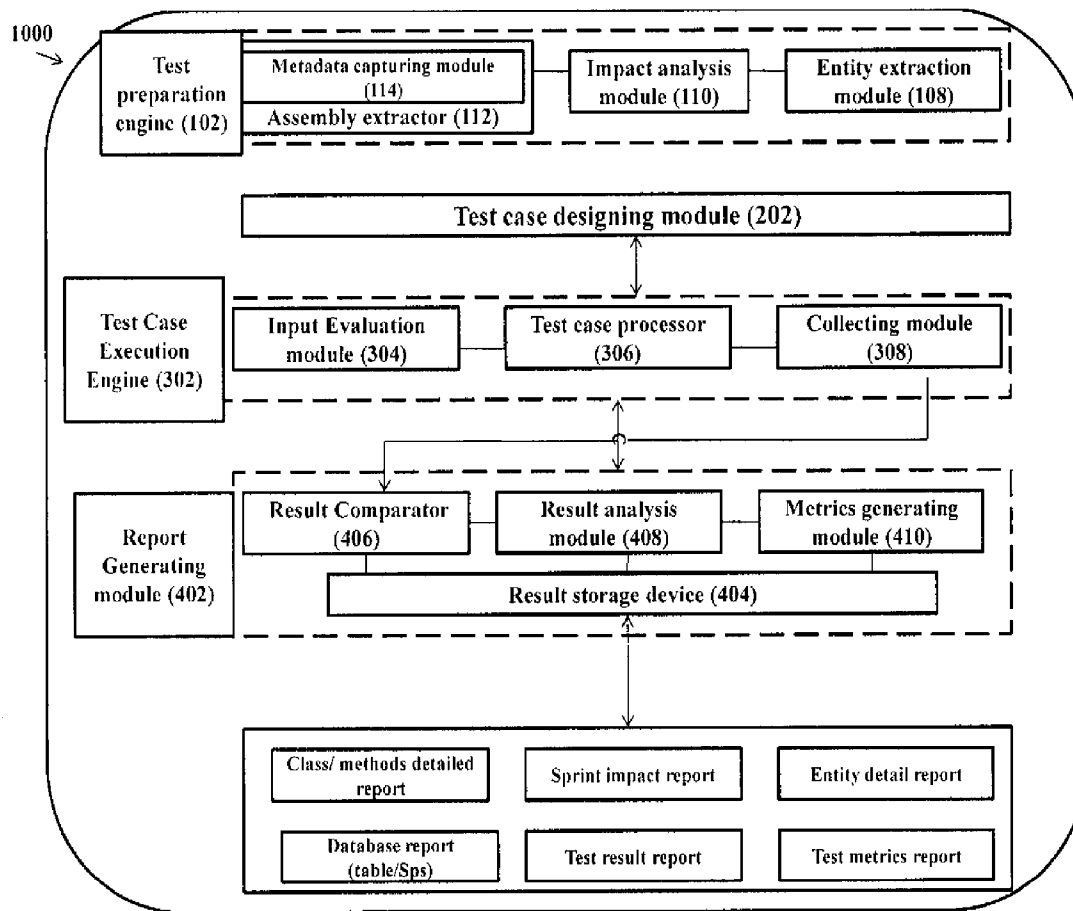 1000
Test
preparation
engine (102)
Metadata capturing module
(114)
Assembly extractor (112)
Impact analysis
module (110)
Entity extraction
module (108)
Test case designing module (202)
Test Case
Execution
Engine (302)
Input Evaluation
module (304)
Test case processor
(306)
Collecting module
(308)
Report
Generating
module (402)
Result Comparator
(406)
Result analysis
module (408)
Metrics generating
module (410)
Result storage device (404)
Class/ methods detailed
report
Sprint impact report
Entity detail report
Database report
(table/Sps)
Test result report
Test metrics report